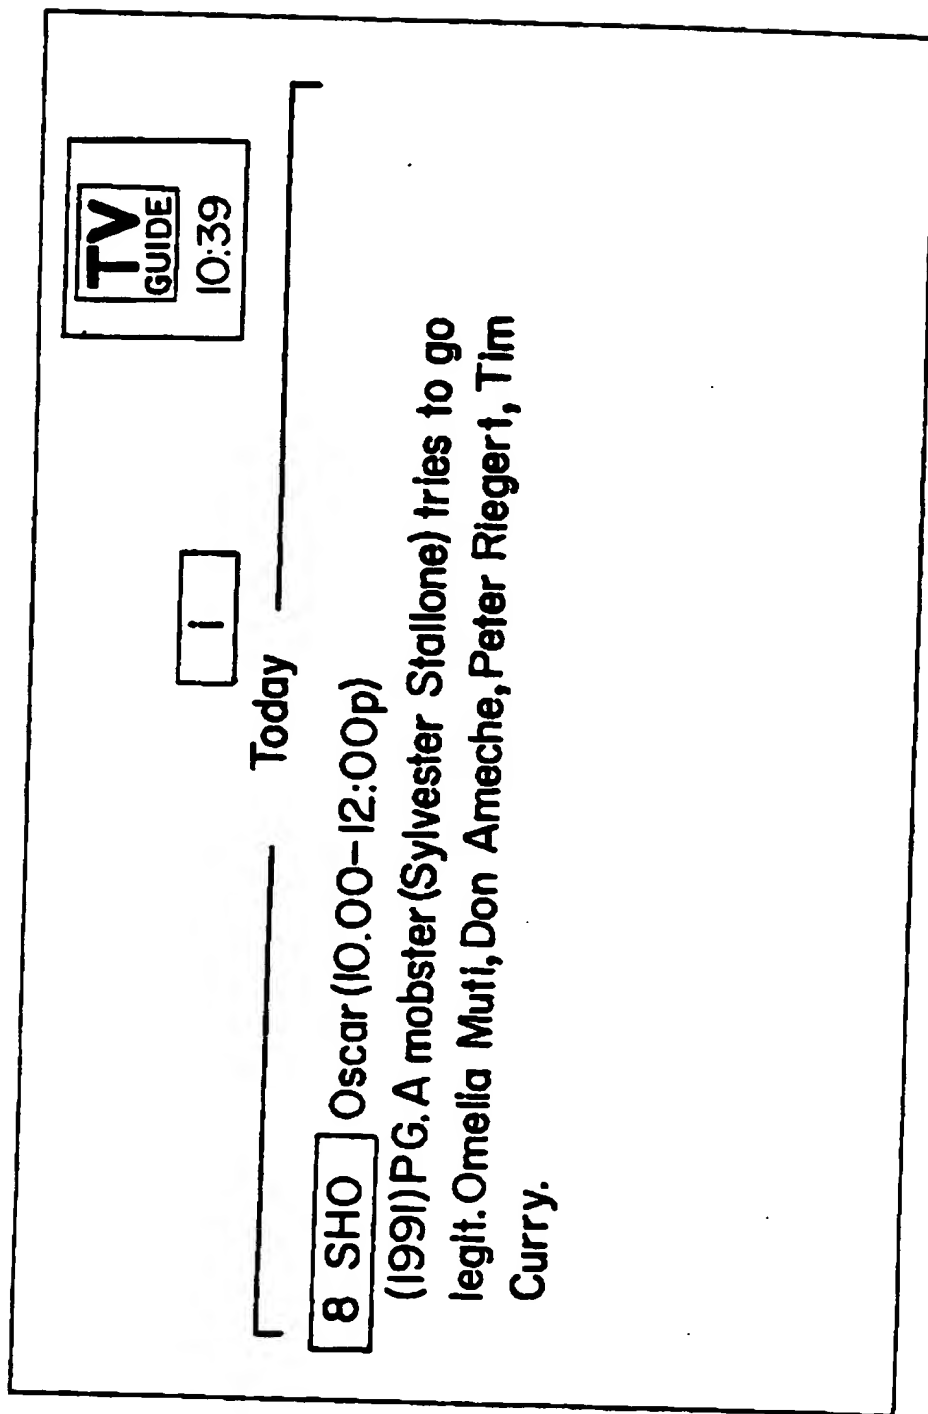 TV
GUIDE
10:39
i
Today
8 SHO Oscar (10.00-12:00p)
(1991)PG. A mobster (Sylvester Stallone) tries to go
legit. Omelia Muti, Don Ameche, Peter Riegert, Tim
Curry.